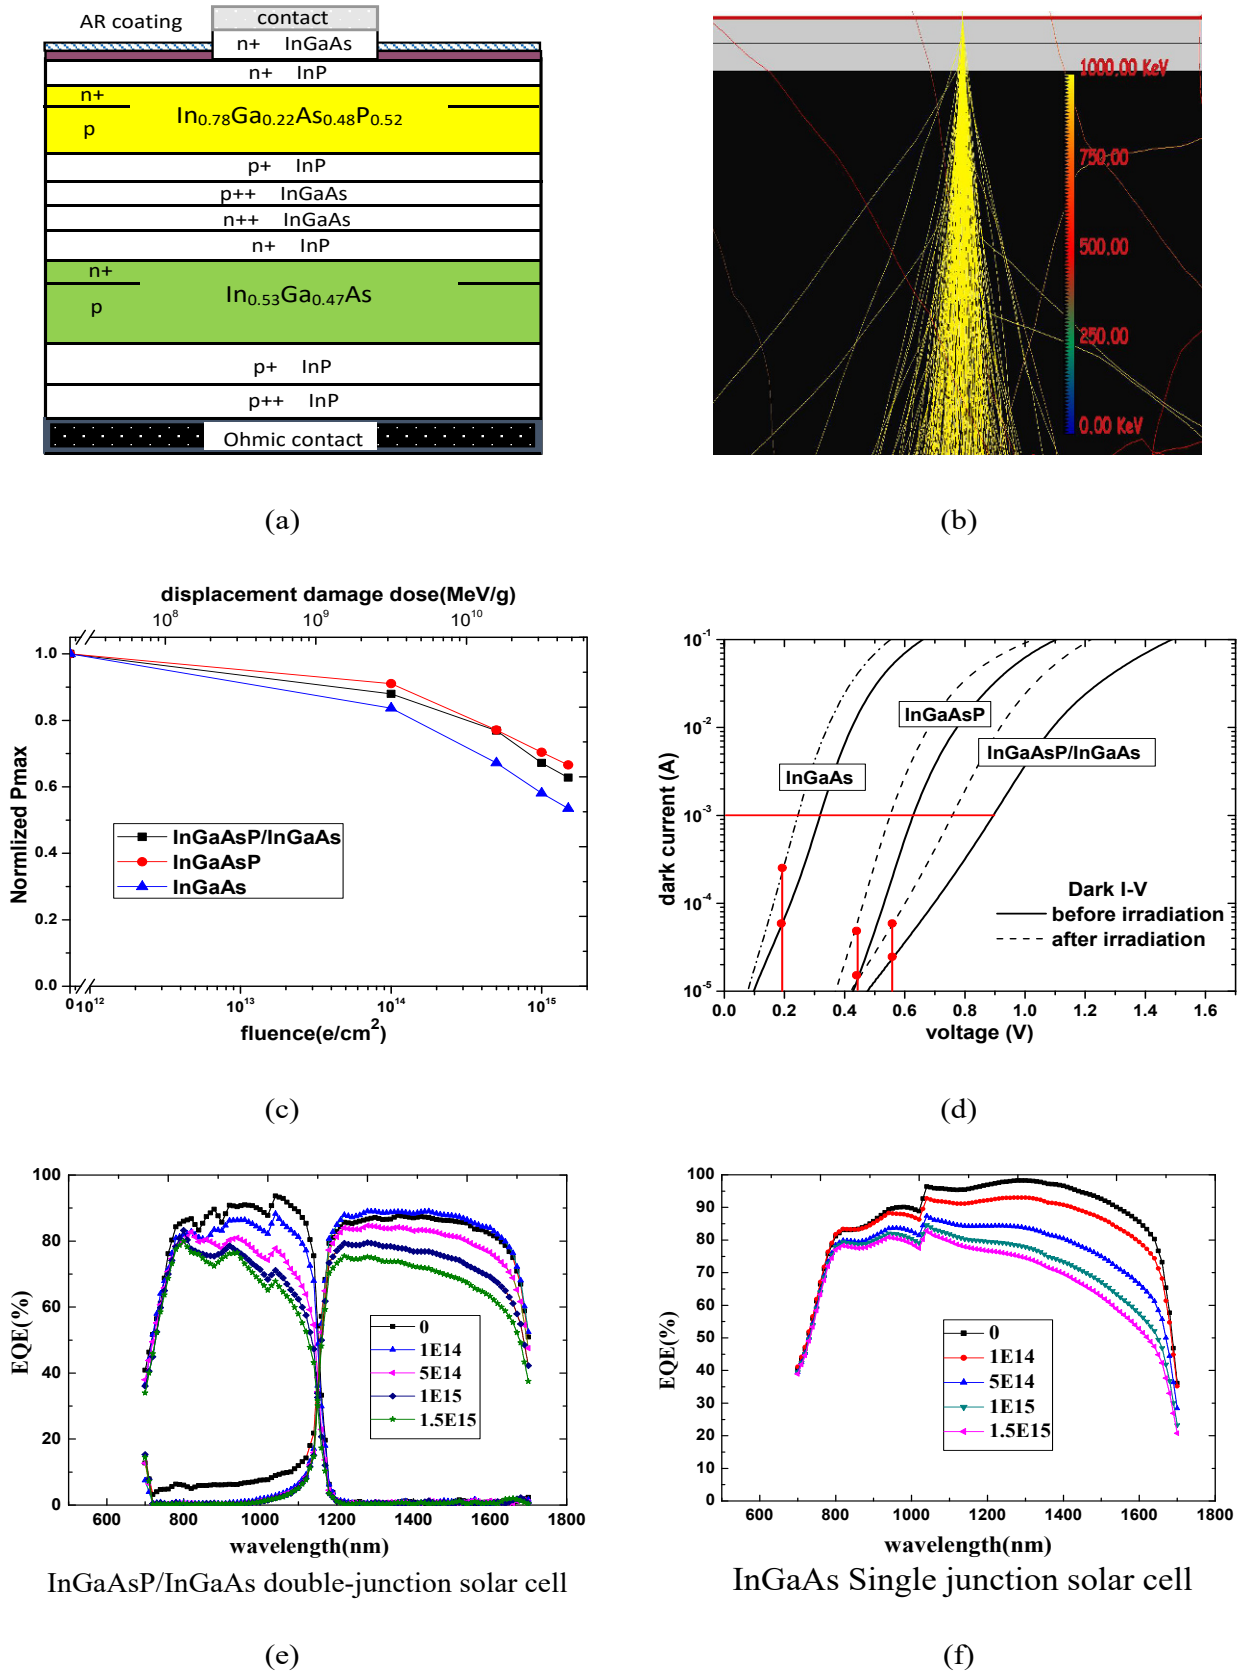 AR coating
contact
n+ InGaAs
n+ InP
n+
In0.78Ga0.22As0.48P0.52
p
p+ InP
p++ InGaAs
n++ InGaAs
n+ InP
n+
In0.53Ga0.47As
p
p+ InP
p++ InP
Ohmic contact
(a)
1000.00 KeV
750.00
500.00
250.00
0.00 KeV
(b)
displacement damage dose(MeV/g)
10^8 10^9 10^10
Normlized Pmax
1.0
0.8
0.6
0.4
0.2
0.0
InGaAsP/InGaAs
InGaAsP
InGaAs
0 10^12 10^13 10^14 10^15
fluence(e/cm^2)
(c)
dark current (A)
10^-1
10^-2
10^-3
10^-4
10^-5
InGaAsP
InGaAsP/InGaAs
InGaAs
Dark I-V
before irradiation
after irradiation
0.0 0.2 0.4 0.6 0.8 1.0 1.2 1.4 1.6
voltage (V)
(d)
EQE(%)
100
80
60
40
20
0
0
1E14
5E14
1E15
1.5E15
600 800 1000 1200 1400 1600 1800
wavelength(nm)
InGaAsP/InGaAs double-junction solar cell
(e)
EQE(%)
100
90
80
70
60
50
40
30
20
10
0
0
1E14
5E14
1E15
1.5E15
600 800 1000 1200 1400 1600 1800
wavelength(nm)
InGaAs Single junction solar cell
(f)